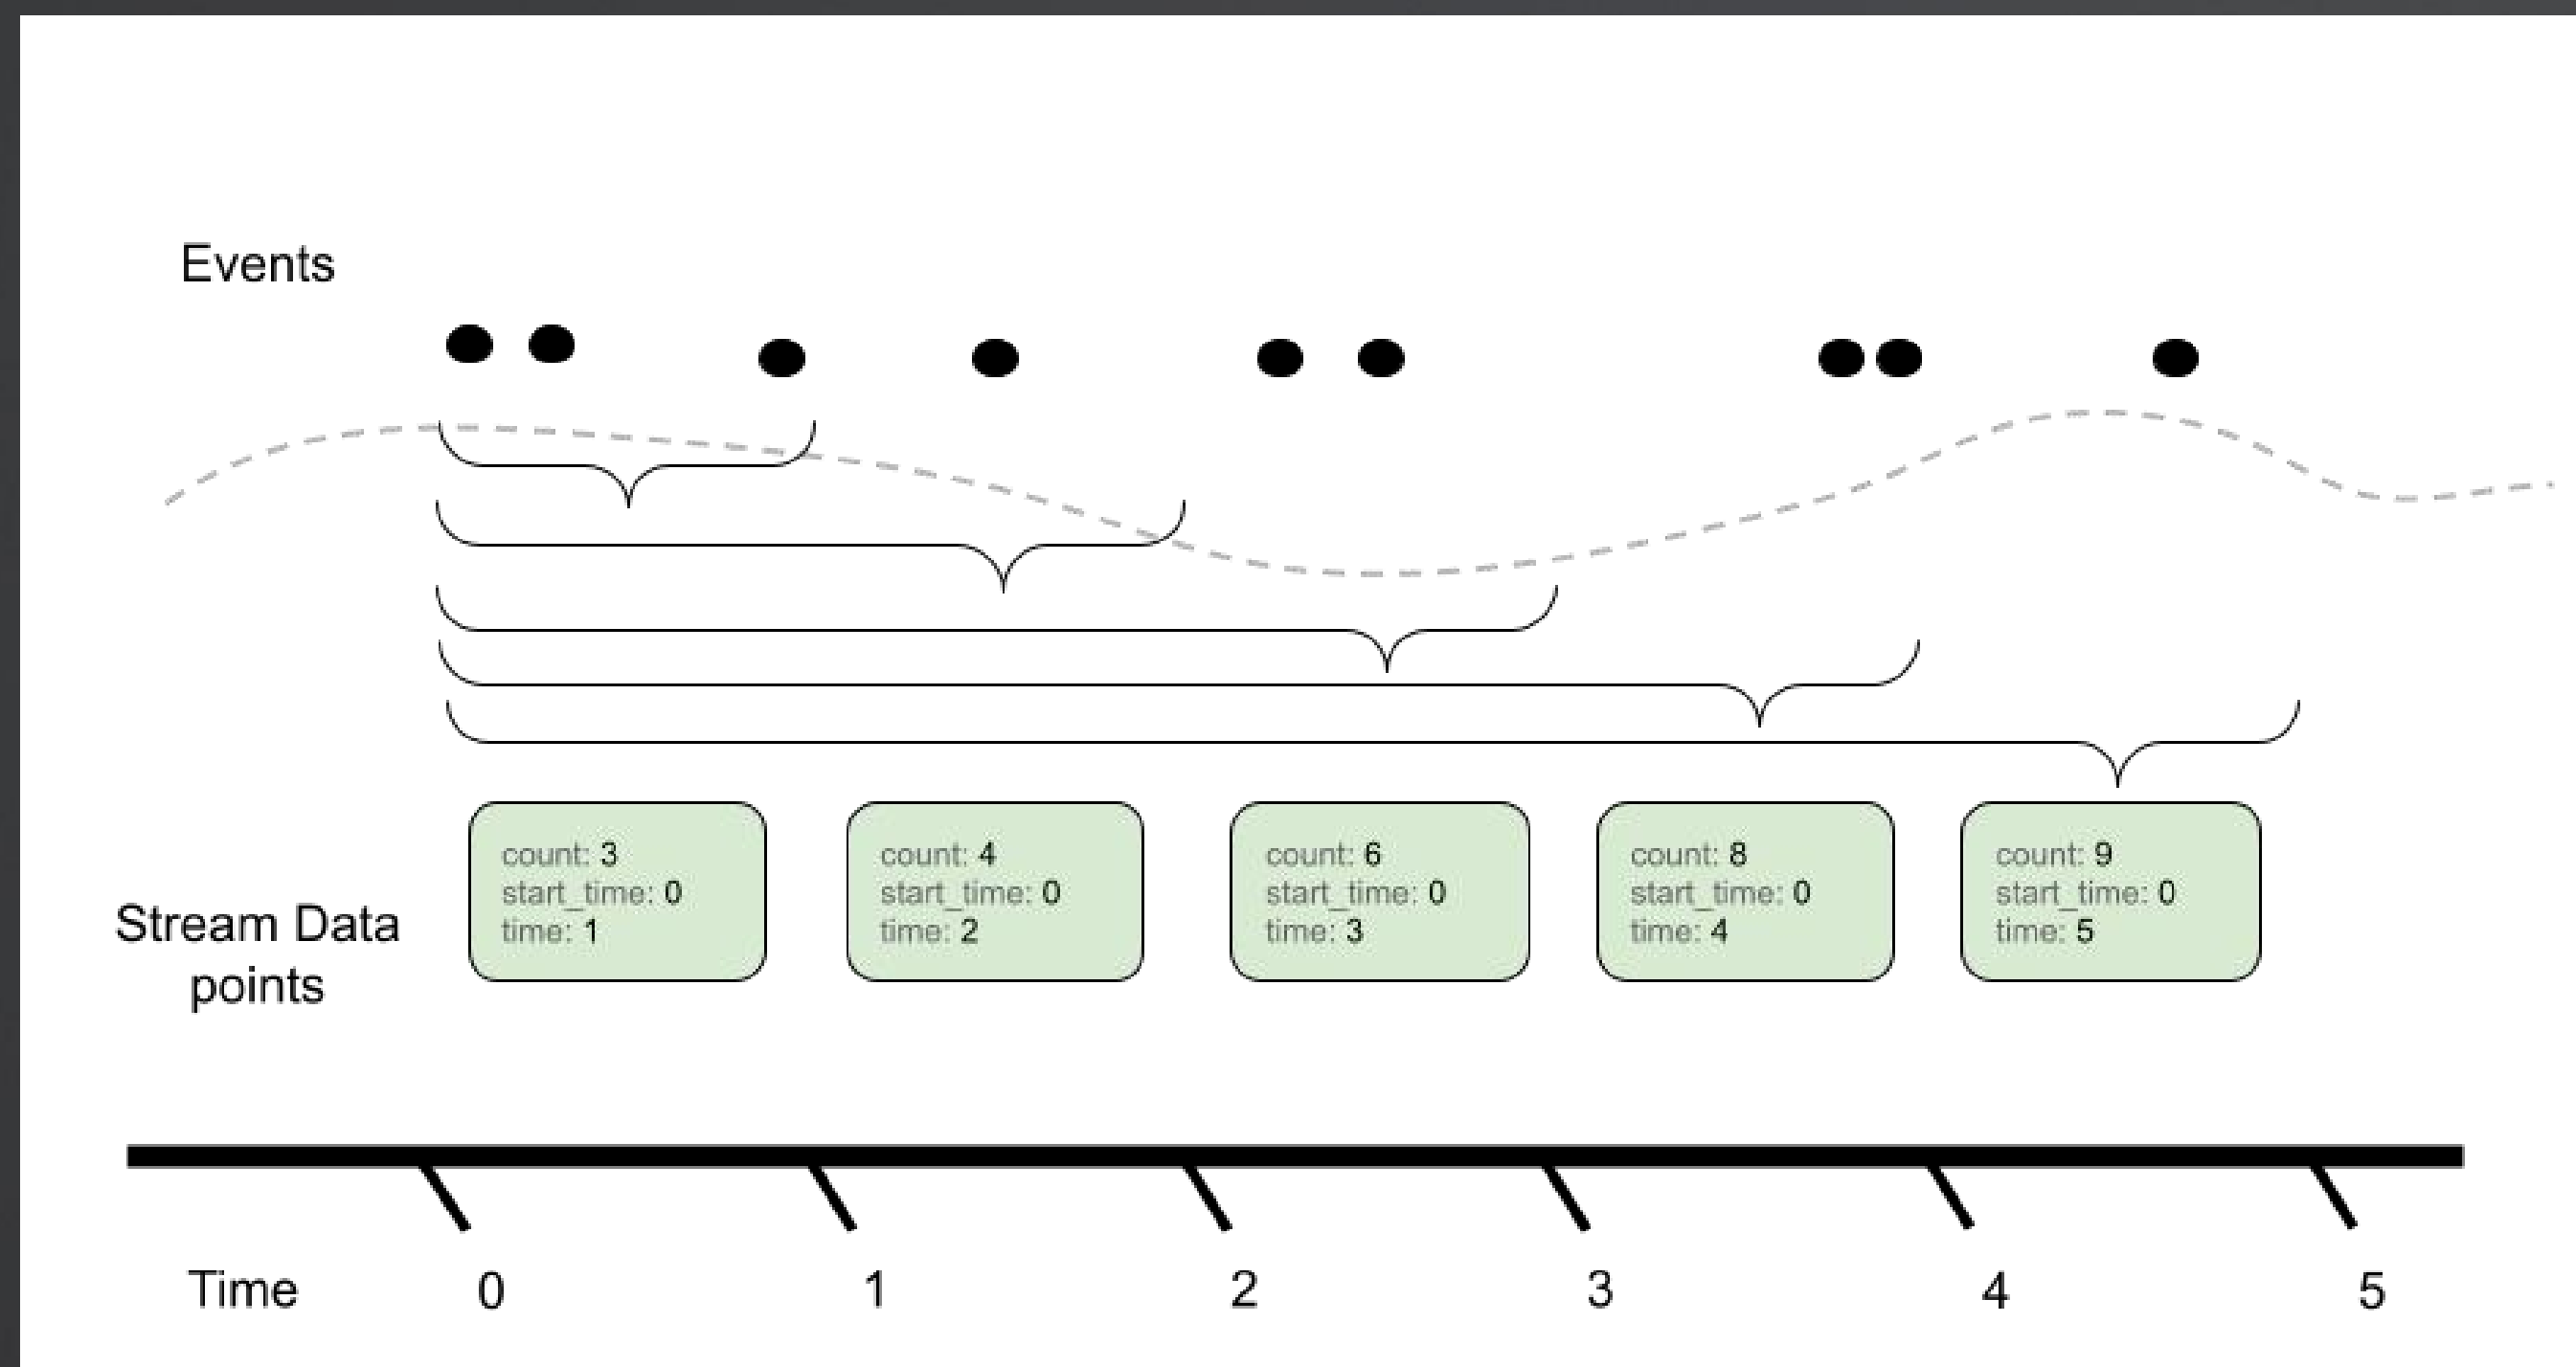 Events
Stream Data
points
count: 3
start_time: 0
time: 1
count: 4
start_time: 0
time: 2
count: 6
start_time: 0
time: 3
count: 8
start_time: 0
time: 4
count: 9
start_time: 0
time: 5
Time 0 1 2 3 4 5